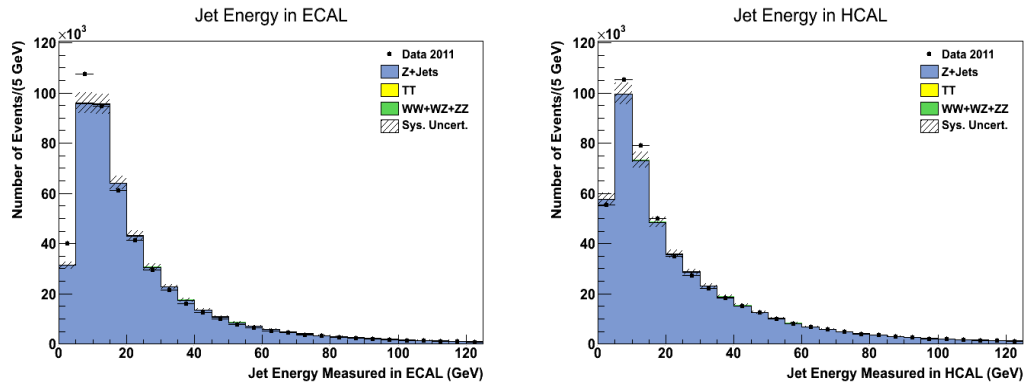 Jet Energy in ECAL
×10³
Number of Events/(5 GeV)
120
100
80
60
40
20
0
Data 2011
Z+Jets
TT
WW+WZ+ZZ
Sys. Uncert.
0 20 40 60 80 100 120
Jet Energy Measured in ECAL (GeV)
Jet Energy in HCAL
×10³
Number of Events/(5 GeV)
120
100
80
60
40
20
0
Data 2011
Z+Jets
TT
WW+WZ+ZZ
Sys. Uncert.
0 20 40 60 80 100 120
Jet Energy Measured in HCAL (GeV)